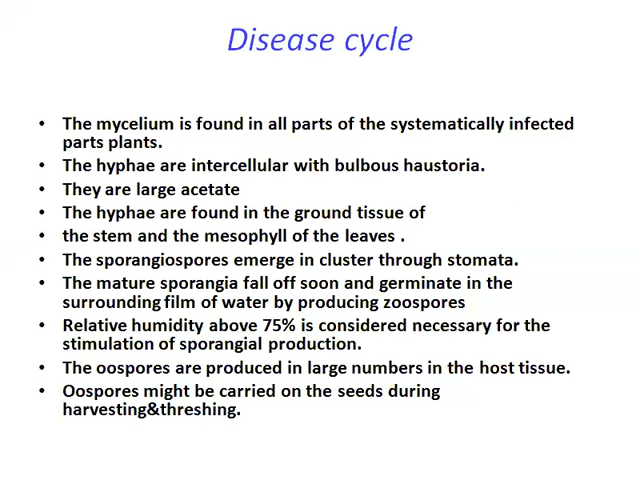 Disease cycle
• The mycelium is found in all parts of the systematically infected
parts plants.
• The hyphae are intercellular with bulbous haustoria.
• They are large acetate
• The hyphae are found in the ground tissue of
• the stem and the mesophyll of the leaves .
• The sporangiospores emerge in cluster through stomata.
• The mature sporangia fall off soon and germinate in the
surrounding film of water by producing zoospores
• Relative humidity above 75% is considered necessary for the
stimulation of sporangial production.
• The oospores are produced in large numbers in the host tissue.
• Oospores might be carried on the seeds during
harvesting&threshing.